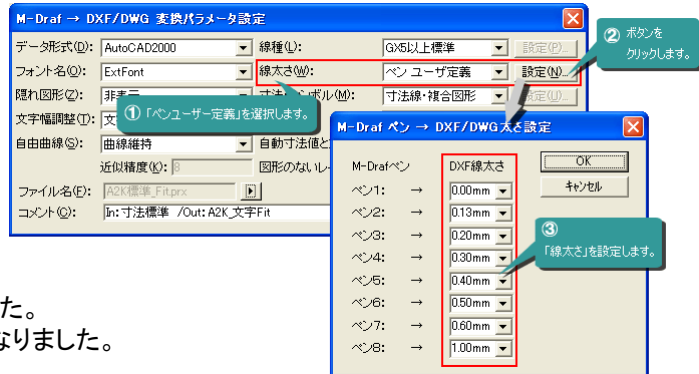 M-Draf → DXF/DWG 変換パラメータ設定
データ形式(D): AutoCAD2000 線種(L): GX5以上標準 設定(P)...
② ボタンを
クリックします。
フォント名(O): ExtFont 線太さ(W): ペン ユーザ定義 設定(N)...
隠れ図形(Z): 非表示 ボル(M): 寸法線・複合図形 設定(U)...
① 「ペンユーザー定義」を選択します。
文字幅調整(T):
自由曲線(S): 曲線維持 自動寸法値と
近似精度(K): 8 図形のないレ
ファイル名(F): A2K標準_Fit.prx
コメント(C): In:寸法標準 /Out:A2K_文字Fit
M-Draf ペン → DXF/DWG太さ設定
M-Drafペン DXF線太さ OK
ペン1: → 0.00mm キャンセル
ペン2: → 0.13mm
ペン3: → 0.20mm
③
「線太さ」を設定します。
ペン4: → 0.30mm
ペン5: → 0.40mm
ペン6: → 0.50mm
ペン7: → 0.60mm
ペン8: → 1.00mm
た。
なりました。